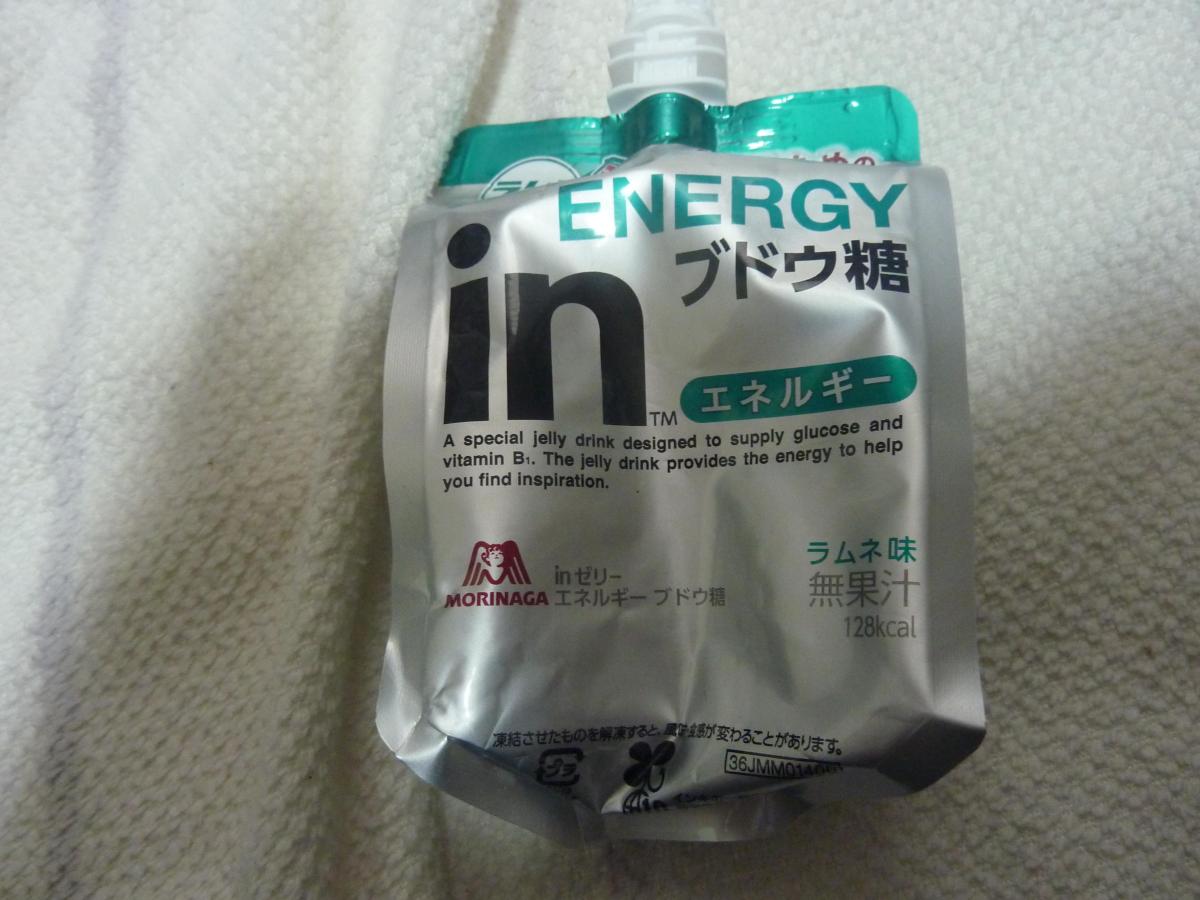 ENERGY
in
ブドウ糖
TM
エネルギー
A special jelly drink designed to supply glucose and
vitamin B₁. The jelly drink provides the energy to help
you find inspiration.
MORINAGA
inゼリー
エネルギー ブドウ糖
ラムネ味
無果汁
128kcal
凍結させたものを解凍すると、風味・食感が変わることがあります。
プラ